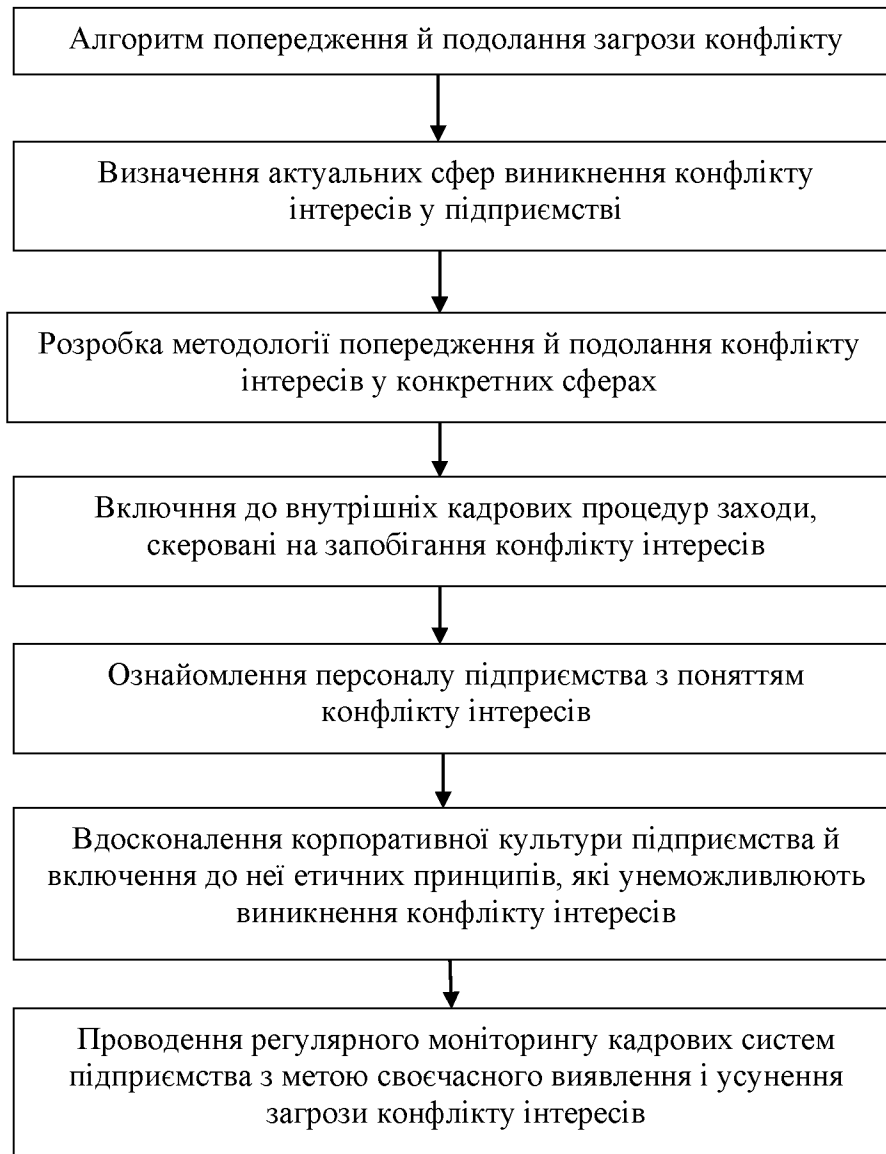 Алгоритм попередження й подолання загрози конфлікту
Визначення актуальних сфер виникнення конфлікту
інтересів у підприємстві
Розробка методології попередження й подолання конфлікту
інтересів у конкретних сферах
Включння до внутрішніх кадрових процедур заходи,
скеровані на запобігання конфлікту інтересів
Ознайомлення персоналу підприємства з поняттям
конфлікту інтересів
Вдосконалення корпоративної культури підприємства й
включення до неї етичних принципів, які унеможливлюють
виникнення конфлікту інтересів
Проводення регулярного моніторингу кадрових систем
підприємства з метою своєчасного виявлення і усунення
загрози конфлікту інтересів